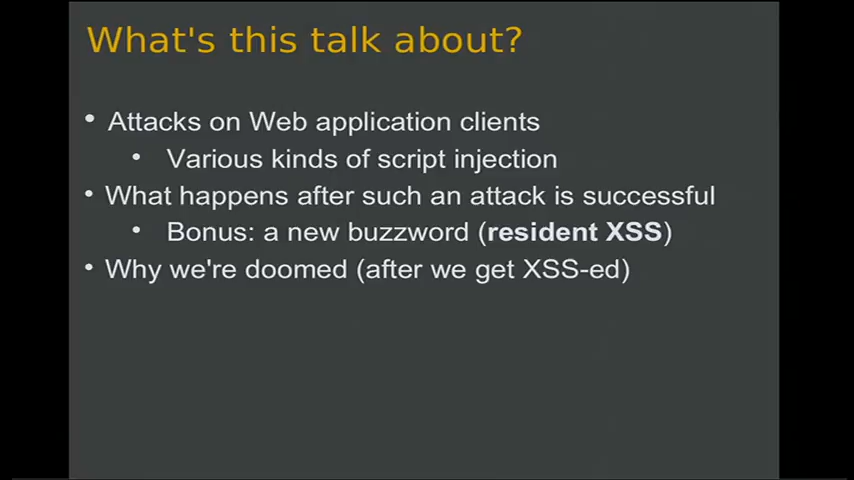 What's this talk about?
• Attacks on Web application clients
• Various kinds of script injection
• What happens after such an attack is successful
• Bonus: a new buzzword (resident XSS)
• Why we're doomed (after we get XSS-ed)